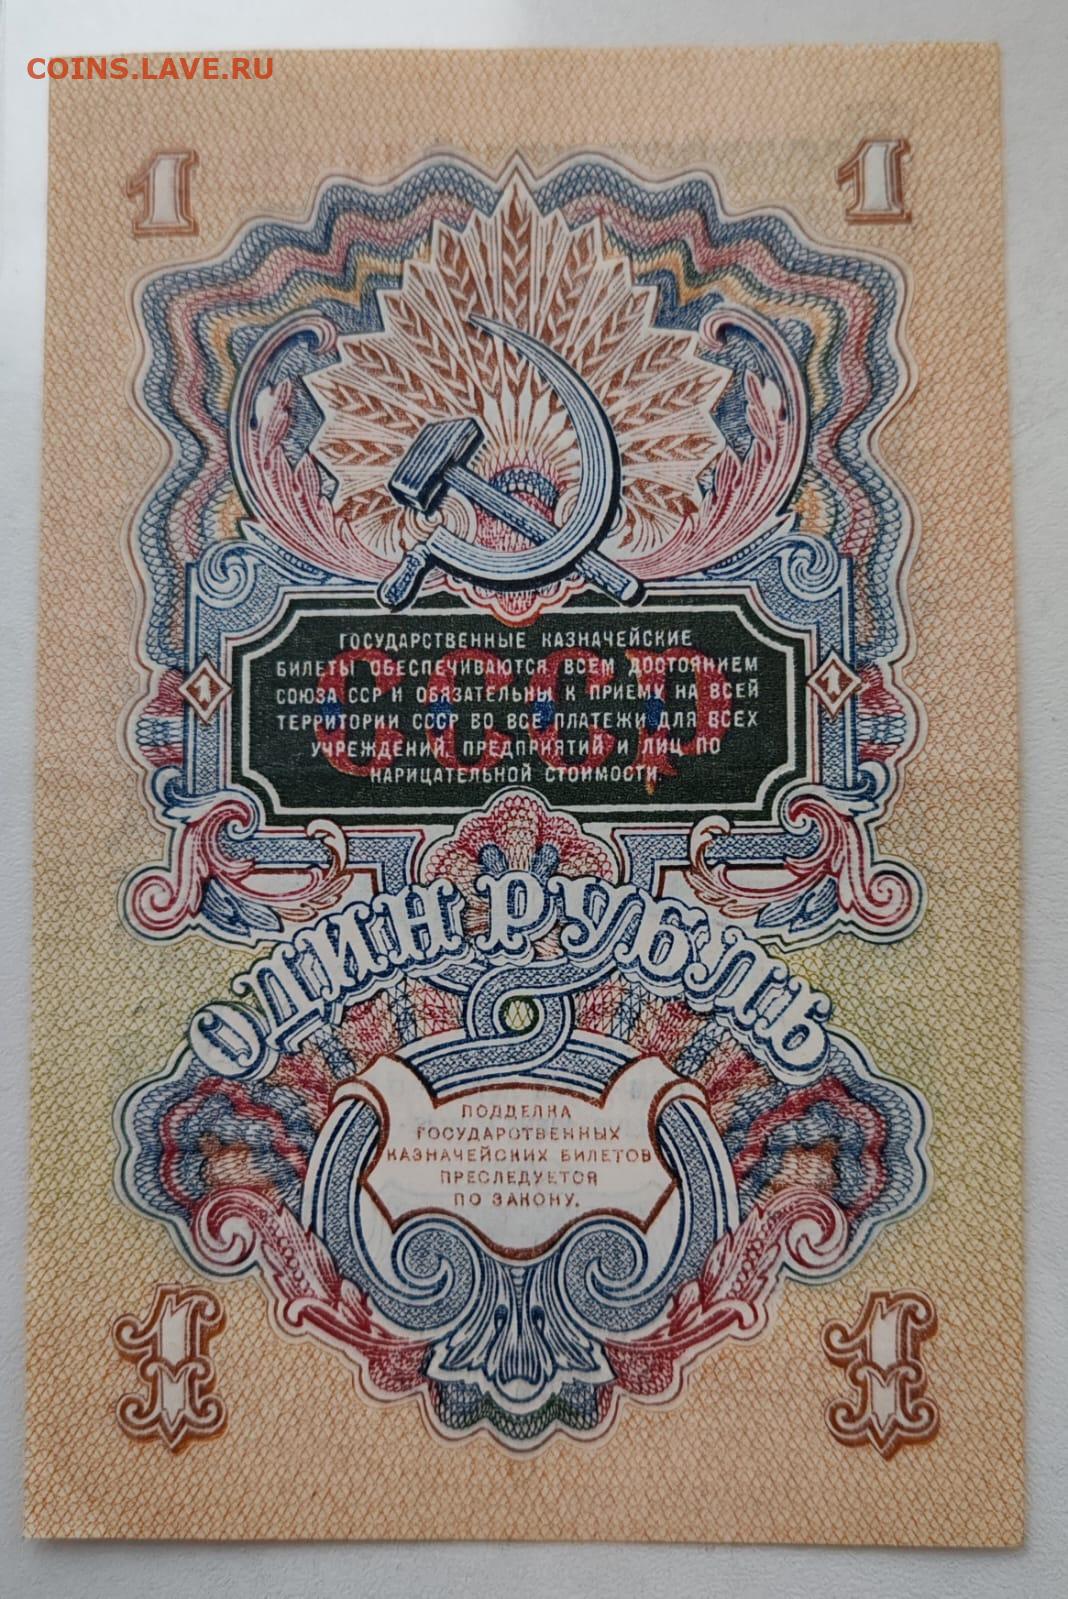 COINS.LAVE.RU
1 1
ГОСУДАРСТВЕННЫЕ КАЗНАЧЕЙСКИЕ
БИЛЕТЫ ОБЕСПЕЧИВАЮТСЯ ВСЕМ ДОСТОЯНИЕМ
СОЮЗА ССР И ОБЯЗАТЕЛЬНЫ К ПРИЕМУ НА ВСЕЙ
1 СССР 1
ТЕРРИТОРИИ СССР ВО ВСЕ ПЛАТЕЖИ ДЛЯ ВСЕХ
УЧРЕЖДЕНИЙ, ПРЕДПРИЯТИЙ И ЛИЦ ПО
НАРИЦАТЕЛЬНОЙ СТОИМОСТИ.
ОДИН РУБЛЬ
ПОДДЕЛКА
ГОСУДАРСТВЕННЫХ
КАЗНАЧЕЙСКИХ БИЛЕТОВ
ПРЕСЛЕДУЕТСЯ
ПО ЗАКОНУ.
1 1